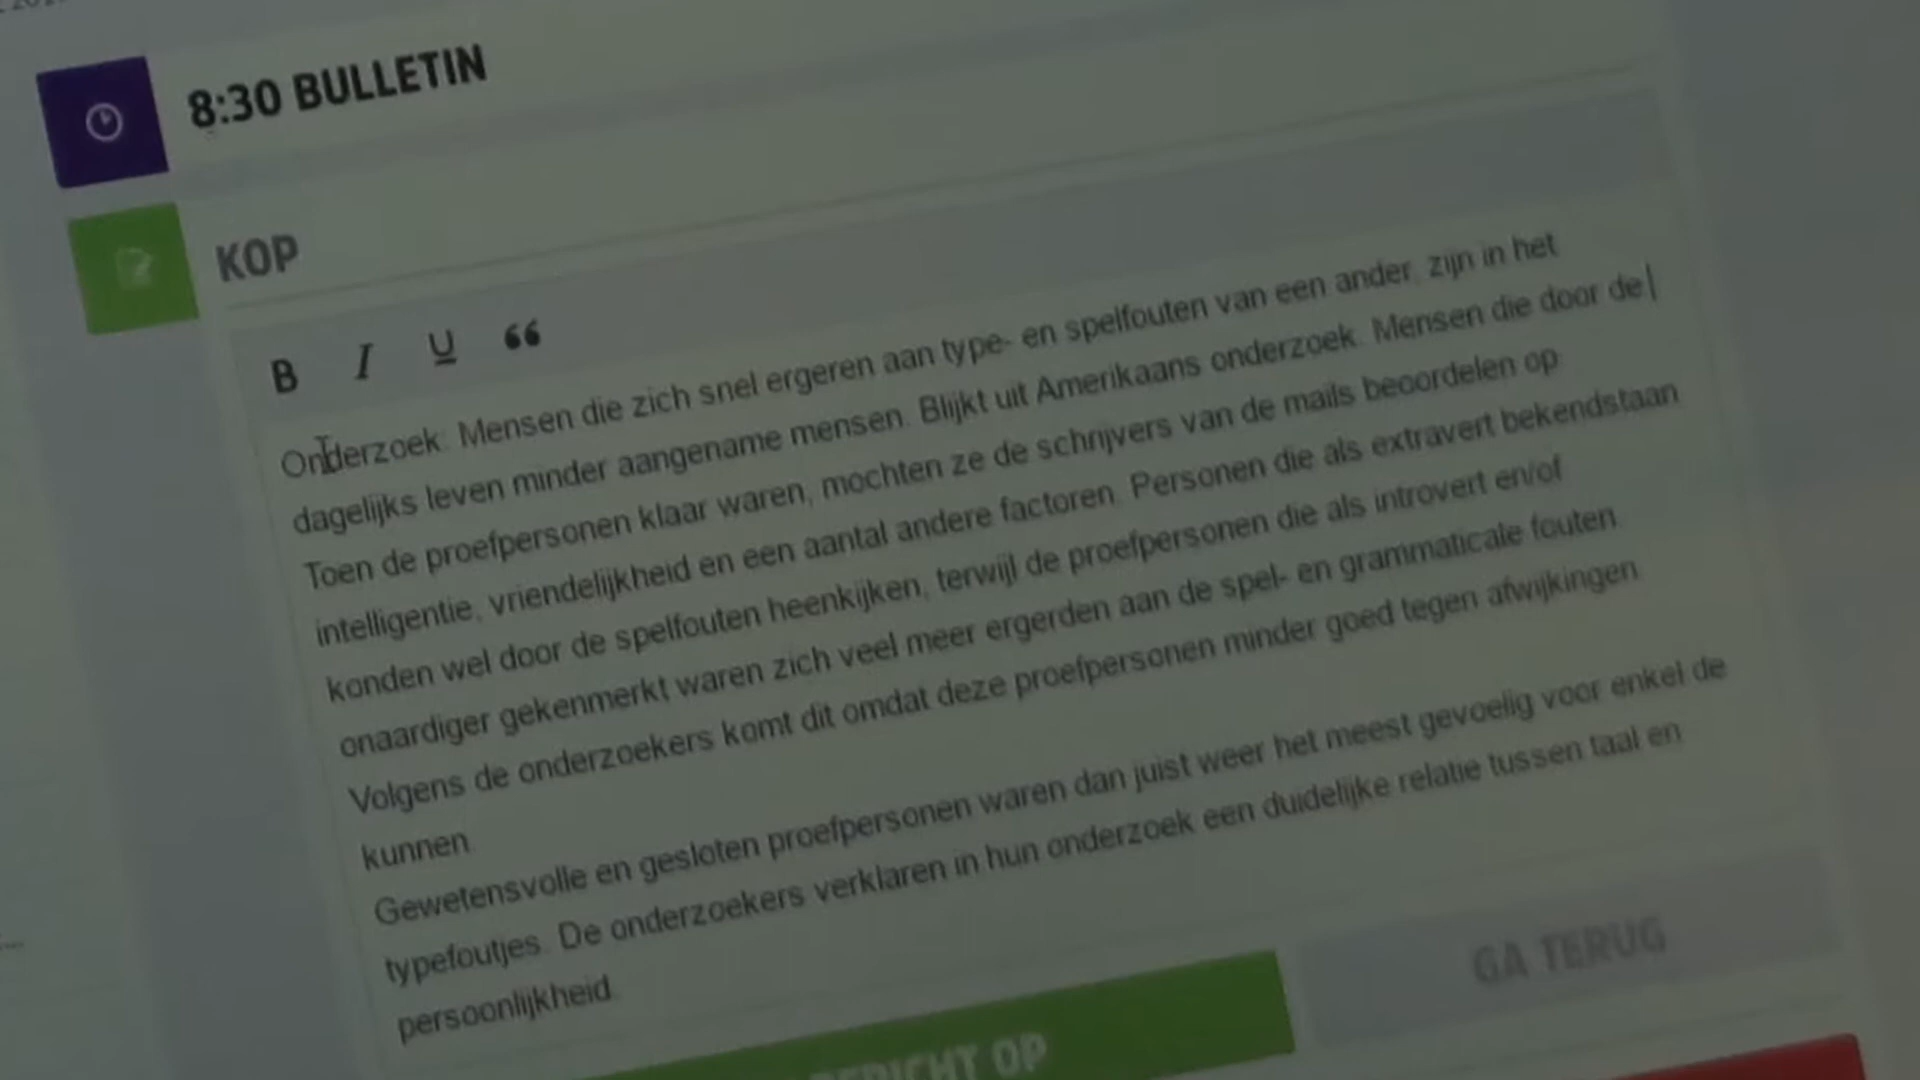 8:30 BULLETIN
KOP
B I U “
Onderzoek: Mensen die zich snel ergeren aan type- en spelfouten van een ander, zijn in het
dagelijks leven minder aangename mensen. Blijkt uit Amerikaans onderzoek. Mensen die door de
Toen de proefpersonen klaar waren, mochten ze de schrijvers van de mails beoordelen op
intelligentie, vriendelijkheid en een aantal andere factoren. Personen die als extravert bekendstaan
konden wel door de spelfouten heenkijken, terwijl de proefpersonen die als introvert en/of
onaardiger gekenmerkt waren zich veel meer ergerden aan de spel- en grammaticale fouten.
Volgens de onderzoekers komt dit omdat deze proefpersonen minder goed tegen afwijkingen
kunnen.
Gewetensvolle en gesloten proefpersonen waren dan juist weer het meest gevoelig voor enkel de
typefoutjes. De onderzoekers verklaren in hun onderzoek een duidelijke relatie tussen taal en
persoonlijkheid.
GA TERUG
BERICHT OP